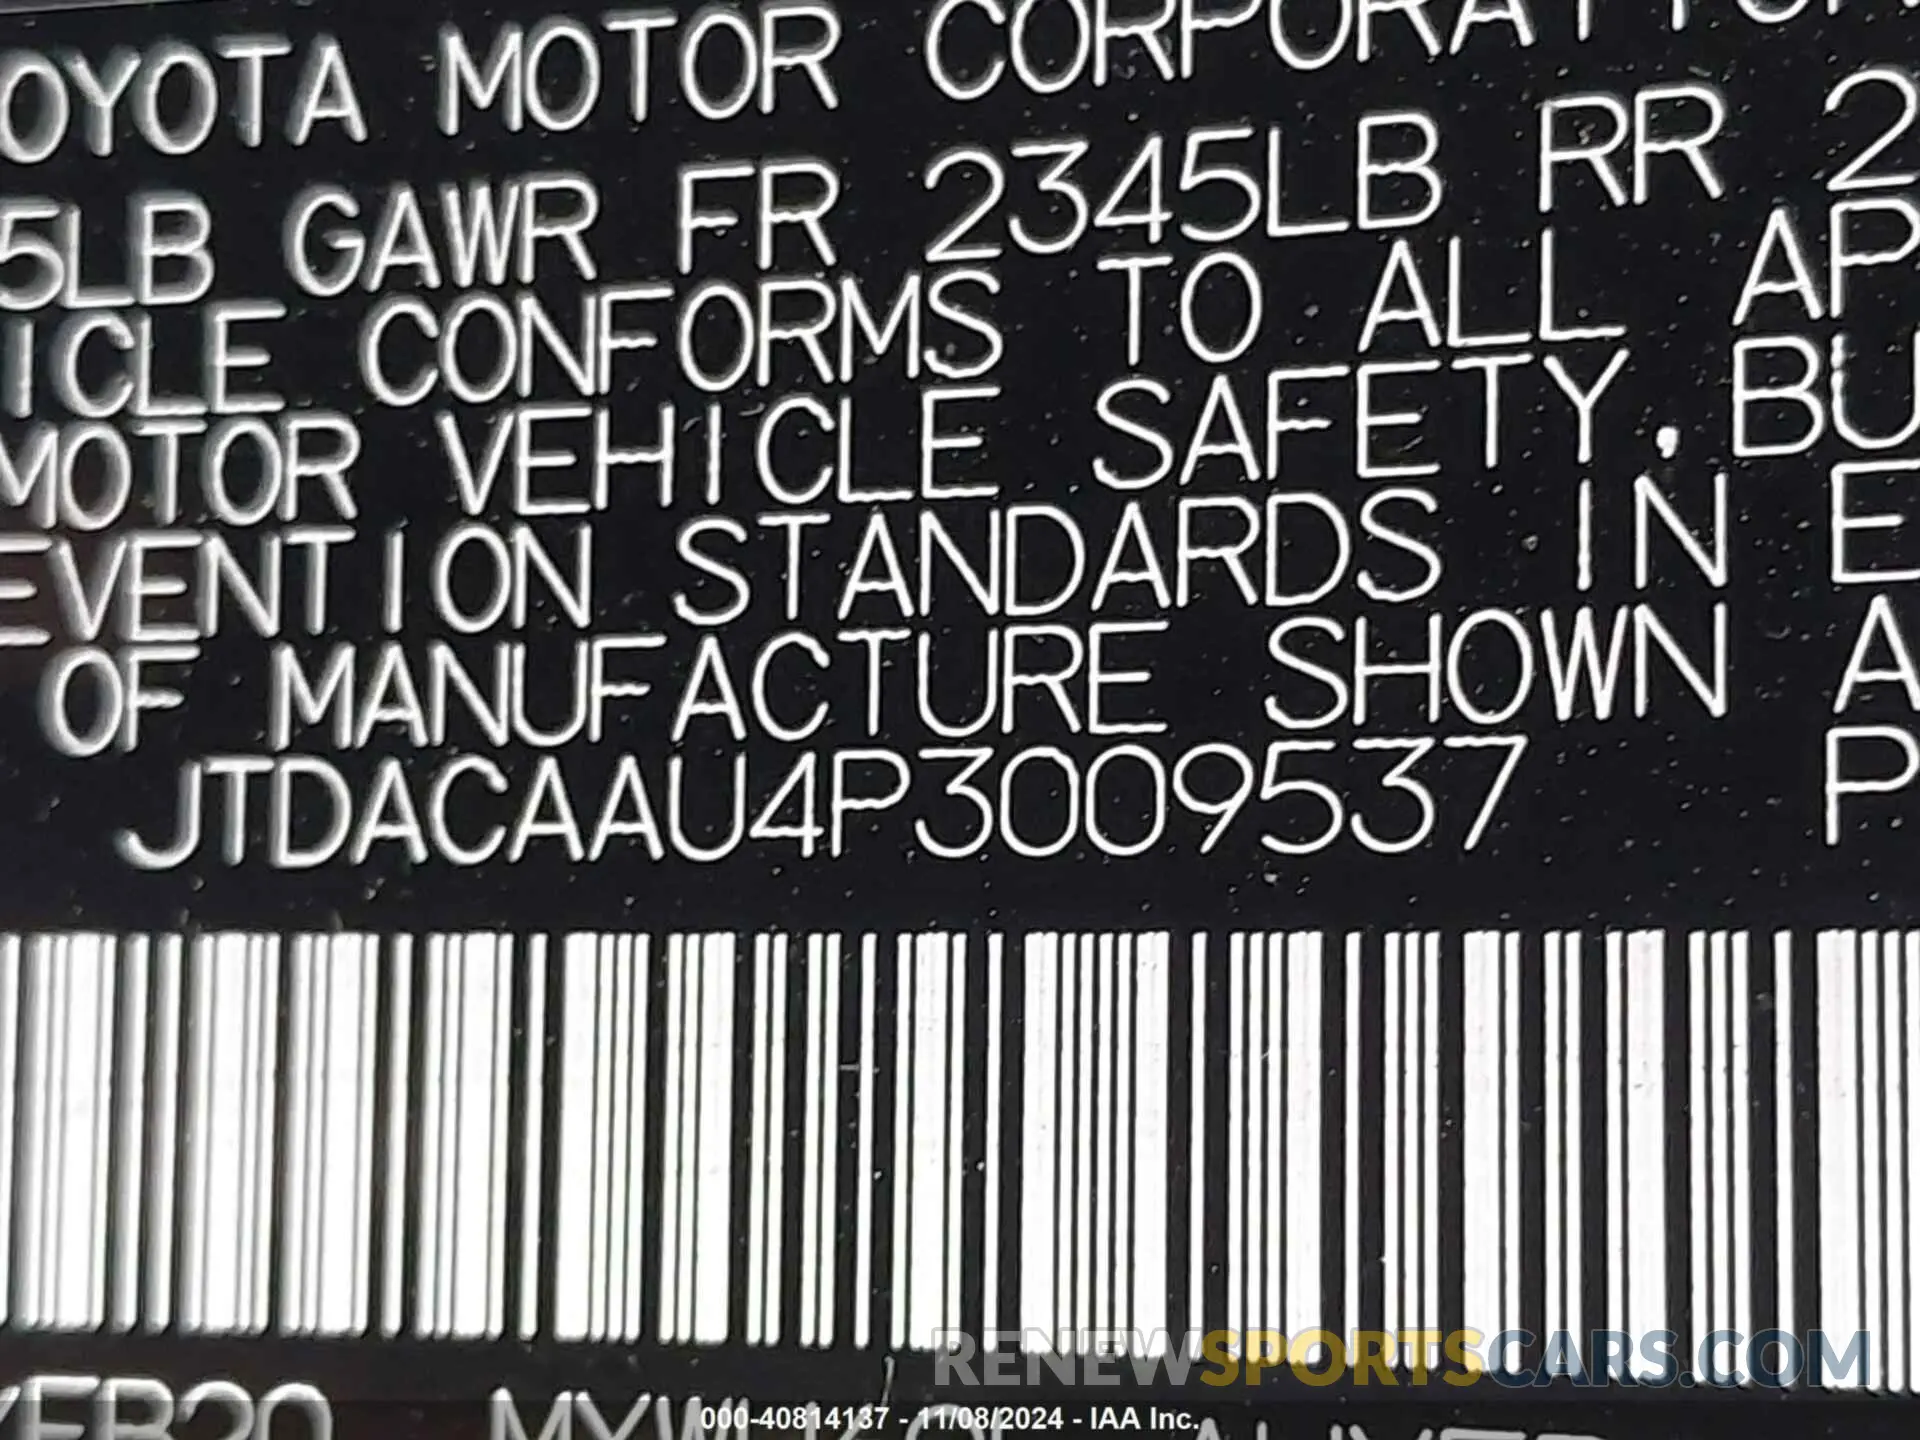 OYOTA MOTOR CORPORATION
5LB GAWR FR 2345LB RR 2
ICLE CONFORMS TO ALL AP
MOTOR VEHICLE SAFETY, BU
EVENTION STANDARDS IN E
OF MANUFACTURE SHOWN A
JTDACAAU4P3009537 P
RENEWSPORTSCARS.COM
000-40814137 - 11/08/2024 - IAA Inc.